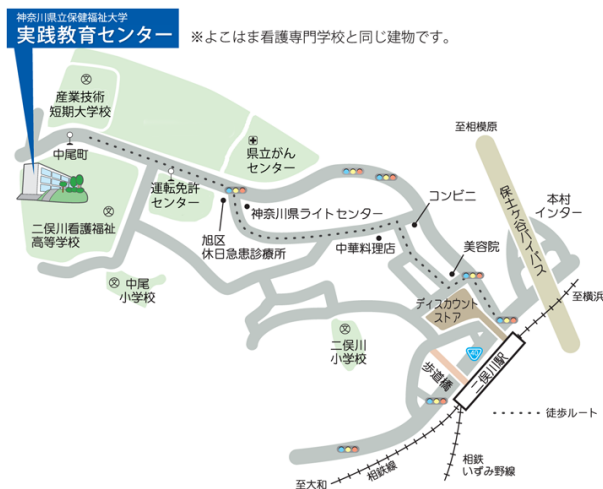 神奈川県立保健福祉大学
実践教育センター
※よこはま看護専門学校と同じ建物です。
産業技術
短期大学校
中尾町
県立がん
センター
至相模原
運転免許
センター
コンビニ
保土ヶ谷バイパス
本村
インター
神奈川県ライトセンター
二俣川看護福祉
高等学校
旭区
休日急患診療所
中華料理店
美容院
中尾
小学校
ディスカウント
ストア
至横浜
二俣川
小学校
歩道橋
二俣川駅
徒歩ルート
至大和
相鉄線
相鉄
いずみ野線